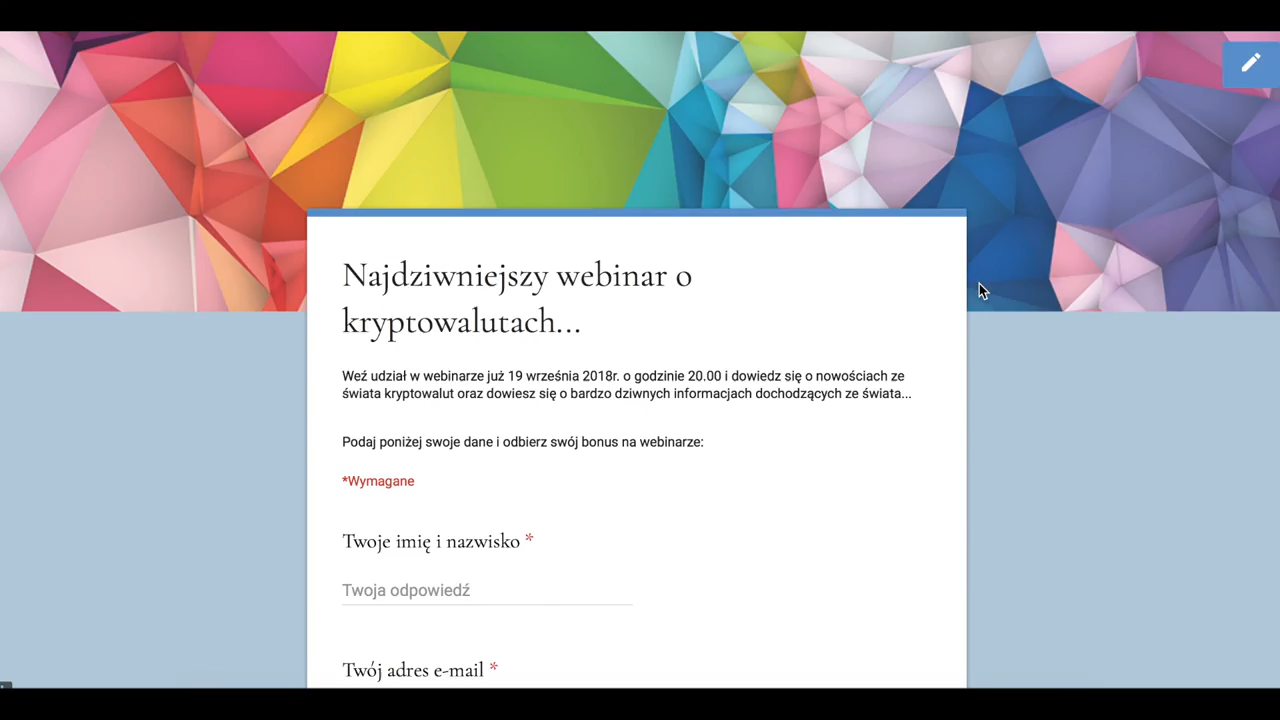 Najdziwniejszy webinar o
kryptowalutach...
Weź udział w webinarze już 19 września 2018r. o godzinie 20.00 i dowiedz się o nowościach ze
świata kryptowalut oraz dowiesz się o bardzo dziwnych informacjach dochodzących ze świata...
Podaj poniżej swoje dane i odbierz swój bonus na webinarze:
*Wymagane
Twoje imię i nazwisko *
Twoja odpowiedź
Twój adres e-mail *